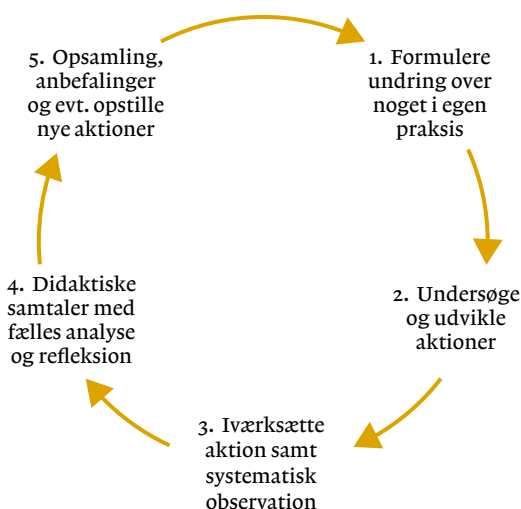 1. Formulere
undring over
noget i egen
praksis
2. Undersøge
og udvikle
aktioner
3. Iværksætte
aktion samt
systematisk
observation
4. Didaktiske
samtaler med
fælles analyse
og refleksion
5. Opsamling,
anbefalinger
og evt. opstille
nye aktioner